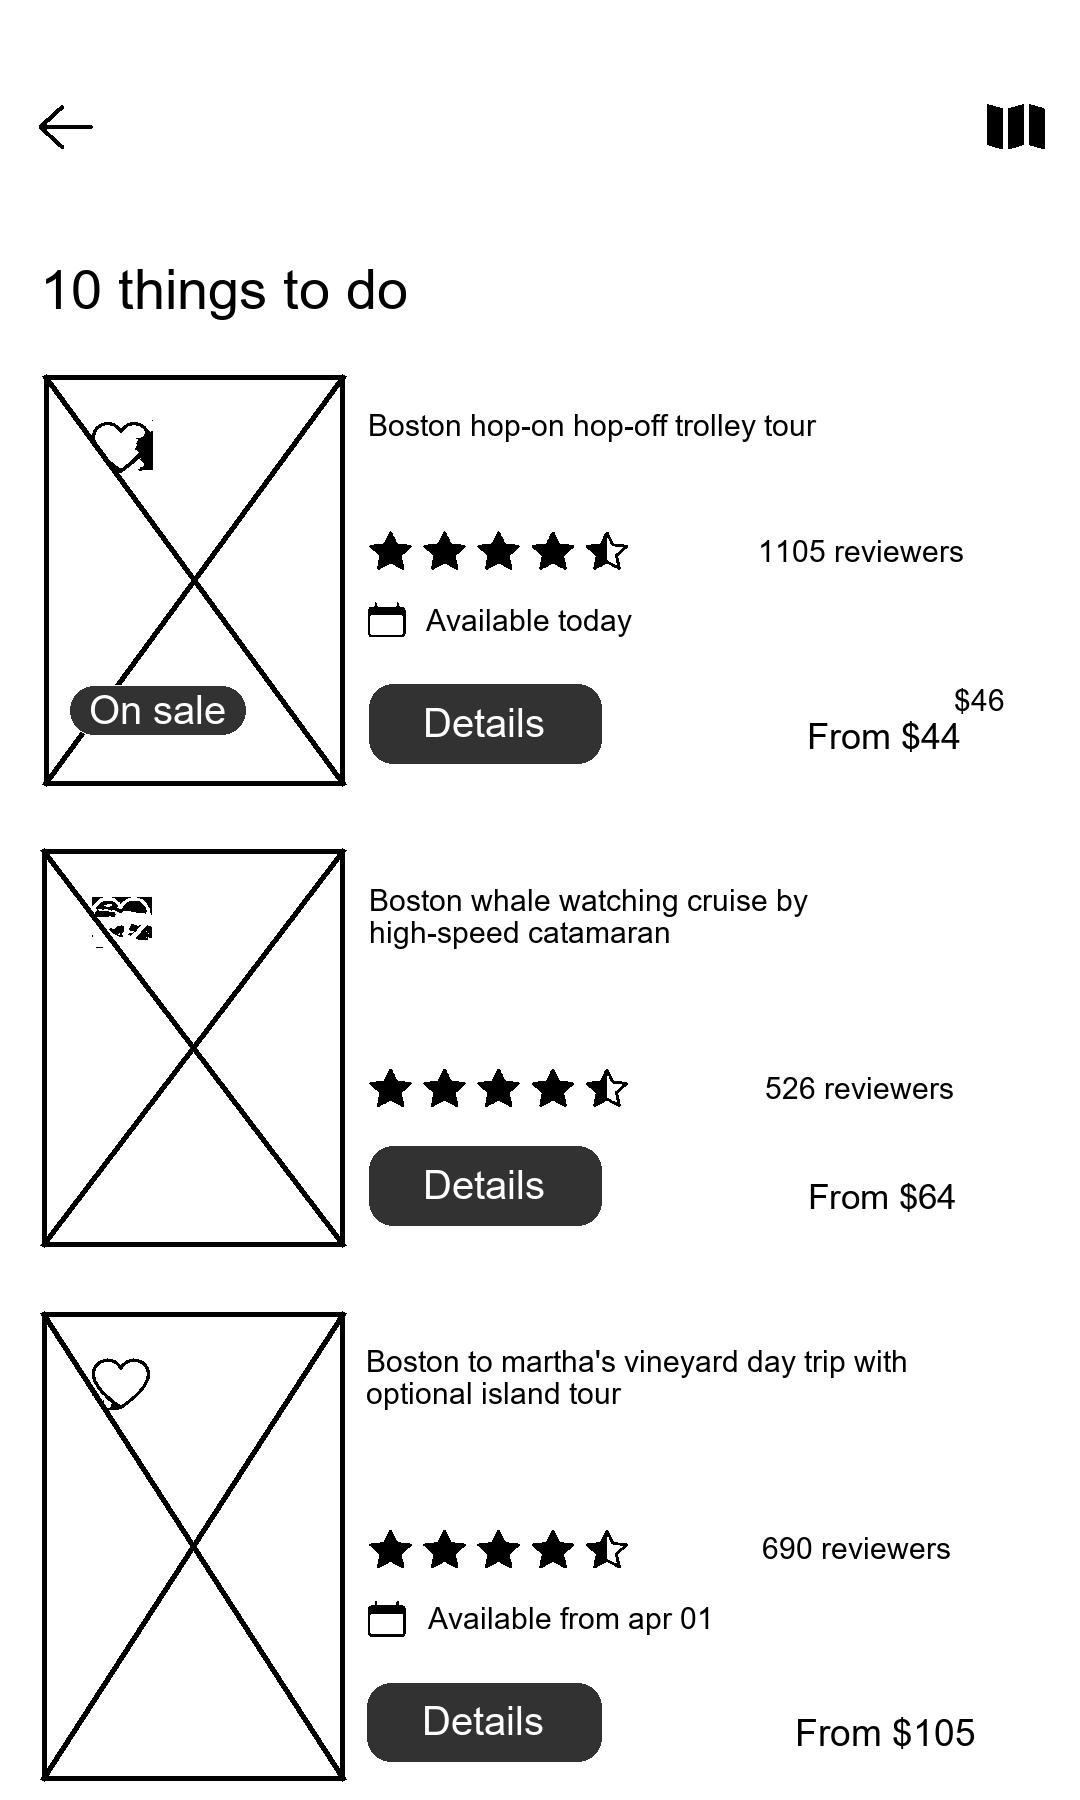 10 things to do
Boston hop-on hop-off trolley tour
1105 reviewers
Available today
On sale
Details
$46
From $44
Boston whale watching cruise by
high-speed catamaran
526 reviewers
Details
From $64
Boston to martha's vineyard day trip with
optional island tour
690 reviewers
Available from apr 01
Details
From $105